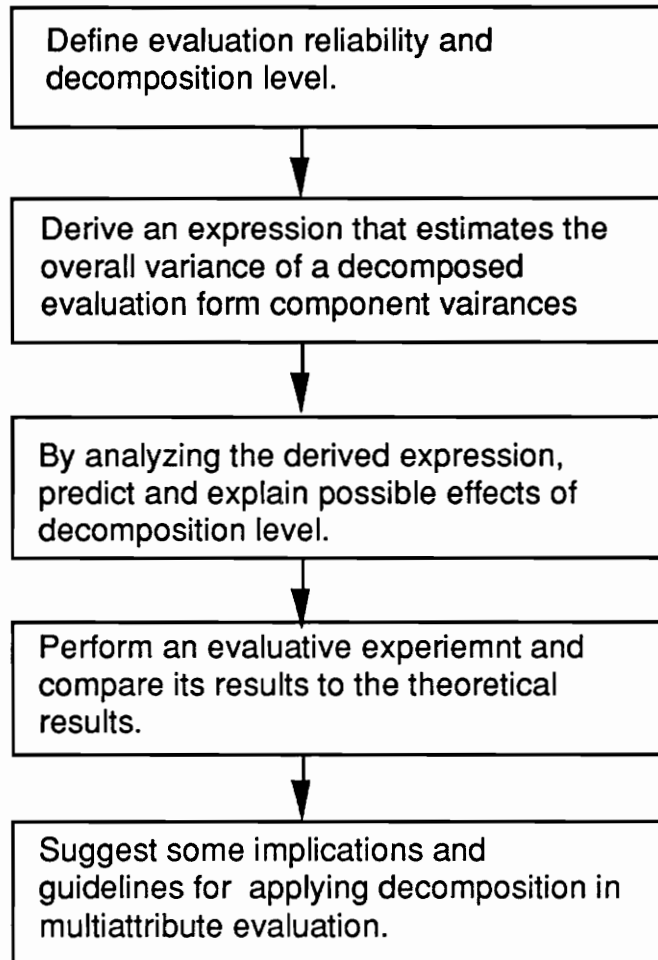 Define evaluation reliability and
decomposition level.
Derive an expression that estimates the
overall variance of a decomposed
evaluation form component vairances
By analyzing the derived expression,
predict and explain possible effects of
decomposition level.
Perform an evaluative experiemnt and
compare its results to the theoretical
results.
Suggest some implications and
guidelines for applying decomposition in
multiattribute evaluation.